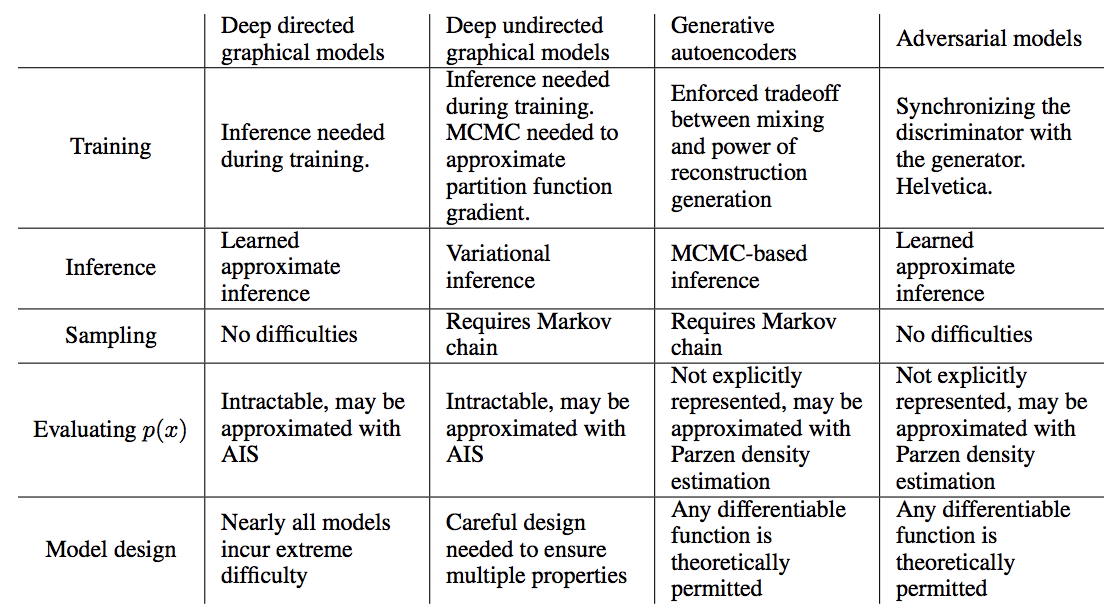 Deep directed
graphical models
Deep undirected
graphical models
Generative
autoencoders
Adversarial models
Training
Inference needed
during training.
Inference needed
during training.
MCMC needed to
approximate
partition function
gradient.
Enforced tradeoff
between mixing
and power of
reconstruction
generation
Synchronizing the
discriminator with
the generator.
Helvetica.
Inference
Learned
approximate
inference
Variational
inference
MCMC-based
inference
Learned
approximate
inference
Sampling
No difficulties
Requires Markov
chain
Requires Markov
chain
No difficulties
Evaluating p(x)
Intractable, may be
approximated with
AIS
Intractable, may be
approximated with
AIS
Not explicitly
represented, may be
approximated with
Parzen density
estimation
Not explicitly
represented, may be
approximated with
Parzen density
estimation
Model design
Nearly all models
incur extreme
difficulty
Careful design
needed to ensure
multiple properties
Any differentiable
function is
theoretically
permitted
Any differentiable
function is
theoretically
permitted